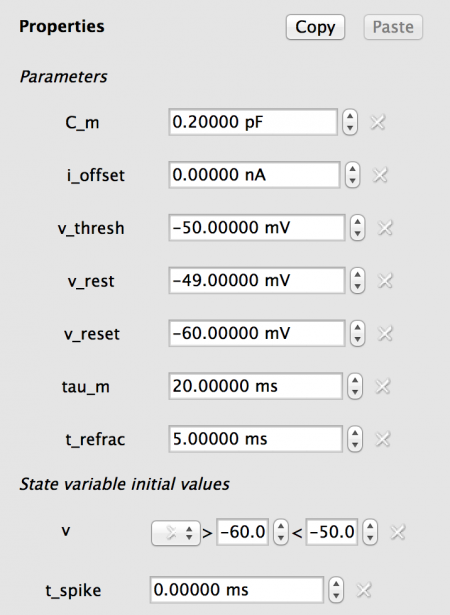 Properties Copy Paste
Parameters
C_m 0.20000 pF
i_offset 0.00000 nA
v_thresh -50.00000 mV
v_rest -49.00000 mV
v_reset -60.00000 mV
tau_m 20.00000 ms
t_refrac 5.00000 ms
State variable initial values
v > -60.0 < -50.0
t_spike 0.00000 ms